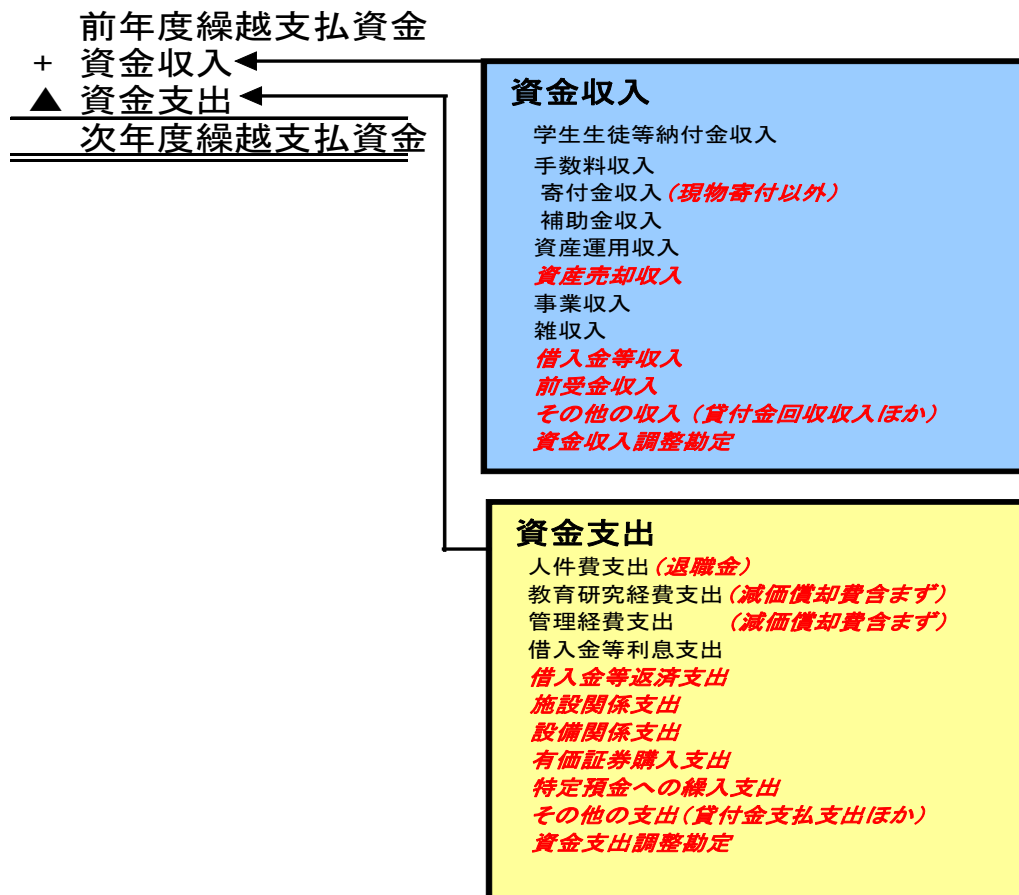 前年度繰越支払資金
+ 資金収入
▲ 資金支出
次年度繰越支払資金
資金収入
学生生徒等納付金収入
手数料収入
寄付金収入(現物寄付以外)
補助金収入
資産運用収入
資産売却収入
事業収入
雑収入
借入金等収入
前受金収入
その他の収入(貸付金回収収入ほか)
資金収入調整勘定
資金支出
人件費支出(退職金)
教育研究経費支出(減価償却費含まず)
管理経費支出 (減価償却費含まず)
借入金等利息支出
借入金等返済支出
施設関係支出
設備関係支出
有価証券購入支出
特定預金への繰入支出
その他の支出(貸付金支払支出ほか)
資金支出調整勘定